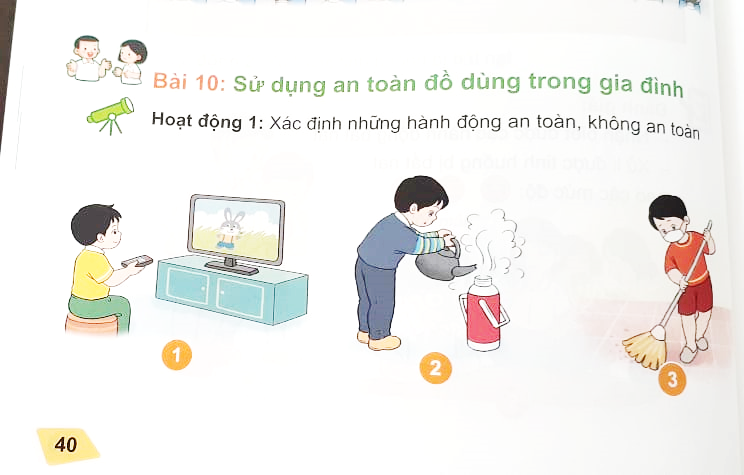 Bài 10: Sử dụng an toàn đồ dùng trong gia đình
Hoạt động 1: Xác định những hành động an toàn, không an toàn
1
2
3
40